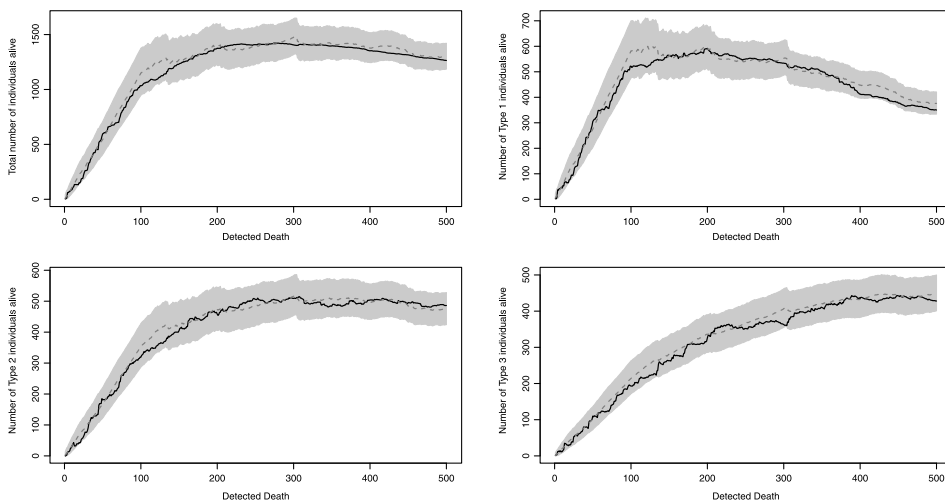 Total number of individuals alive
0 500 1000 1500
0 100 200 300 400 500
Detected Death
Number of Type 1 individuals alive
0 100 200 300 400 500 600 700
0 100 200 300 400 500
Detected Death
Number of Type 2 individuals alive
0 100 200 300 400 500 600
0 100 200 300 400 500
Detected Death
Number of Type 3 individuals alive
0 100 200 300 400 500
0 100 200 300 400 500
Detected Death